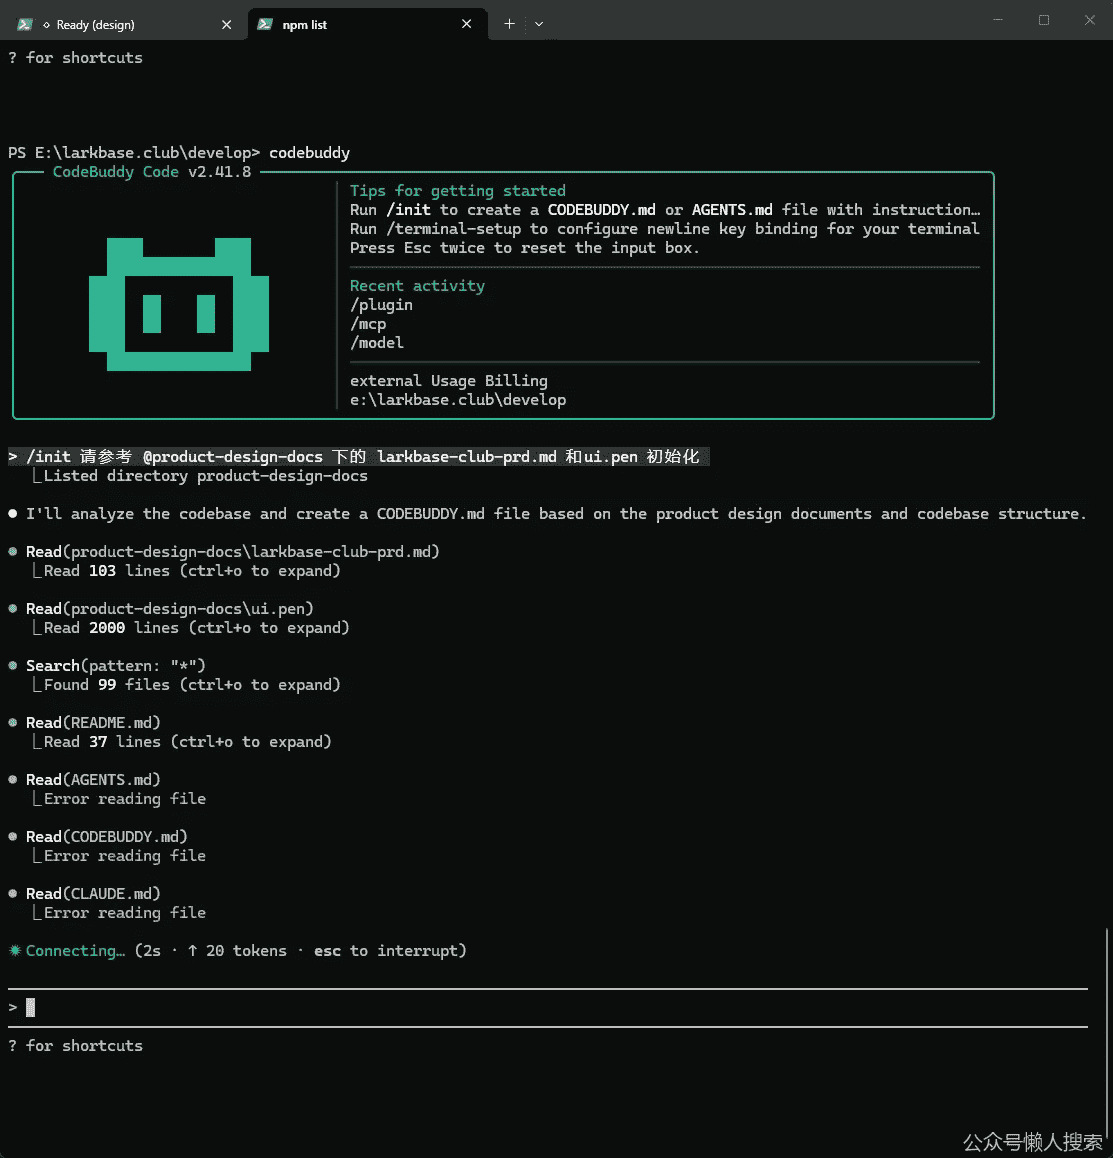 Ready (design)
npm list
? for shortcuts
PS E:\larkbase.club\develop> codebuddy
CodeBuddy Code v2.41.8
Tips for getting started
Run /init to create a CODEBUDDY.md or AGENTS.md file with instruction…
Run /terminal-setup to configure newline key binding for your terminal
Press Esc twice to reset the input box.
Recent activity
/plugin
/mcp
/model
external Usage Billing
e:\larkbase.club\develop
> /init 请参考 @product-design-docs 下的 larkbase-club-prd.md 和ui.pen 初始化
⎿Listed directory product-design-docs
● I'll analyze the codebase and create a CODEBUDDY.md file based on the product design documents and codebase structure.
● Read(product-design-docs\larkbase-club-prd.md)
⎿Read 103 lines (ctrl+o to expand)
● Read(product-design-docs\ui.pen)
⎿Read 2000 lines (ctrl+o to expand)
● Search(pattern: "*")
⎿Found 99 files (ctrl+o to expand)
● Read(README.md)
⎿Read 37 lines (ctrl+o to expand)
● Read(AGENTS.md)
⎿Error reading file
● Read(CODEBUDDY.md)
⎿Error reading file
● Read(CLAUDE.md)
⎿Error reading file
✷ Connecting… (2s · ↑ 20 tokens · esc to interrupt)
>
? for shortcuts
公众号懒人搜索